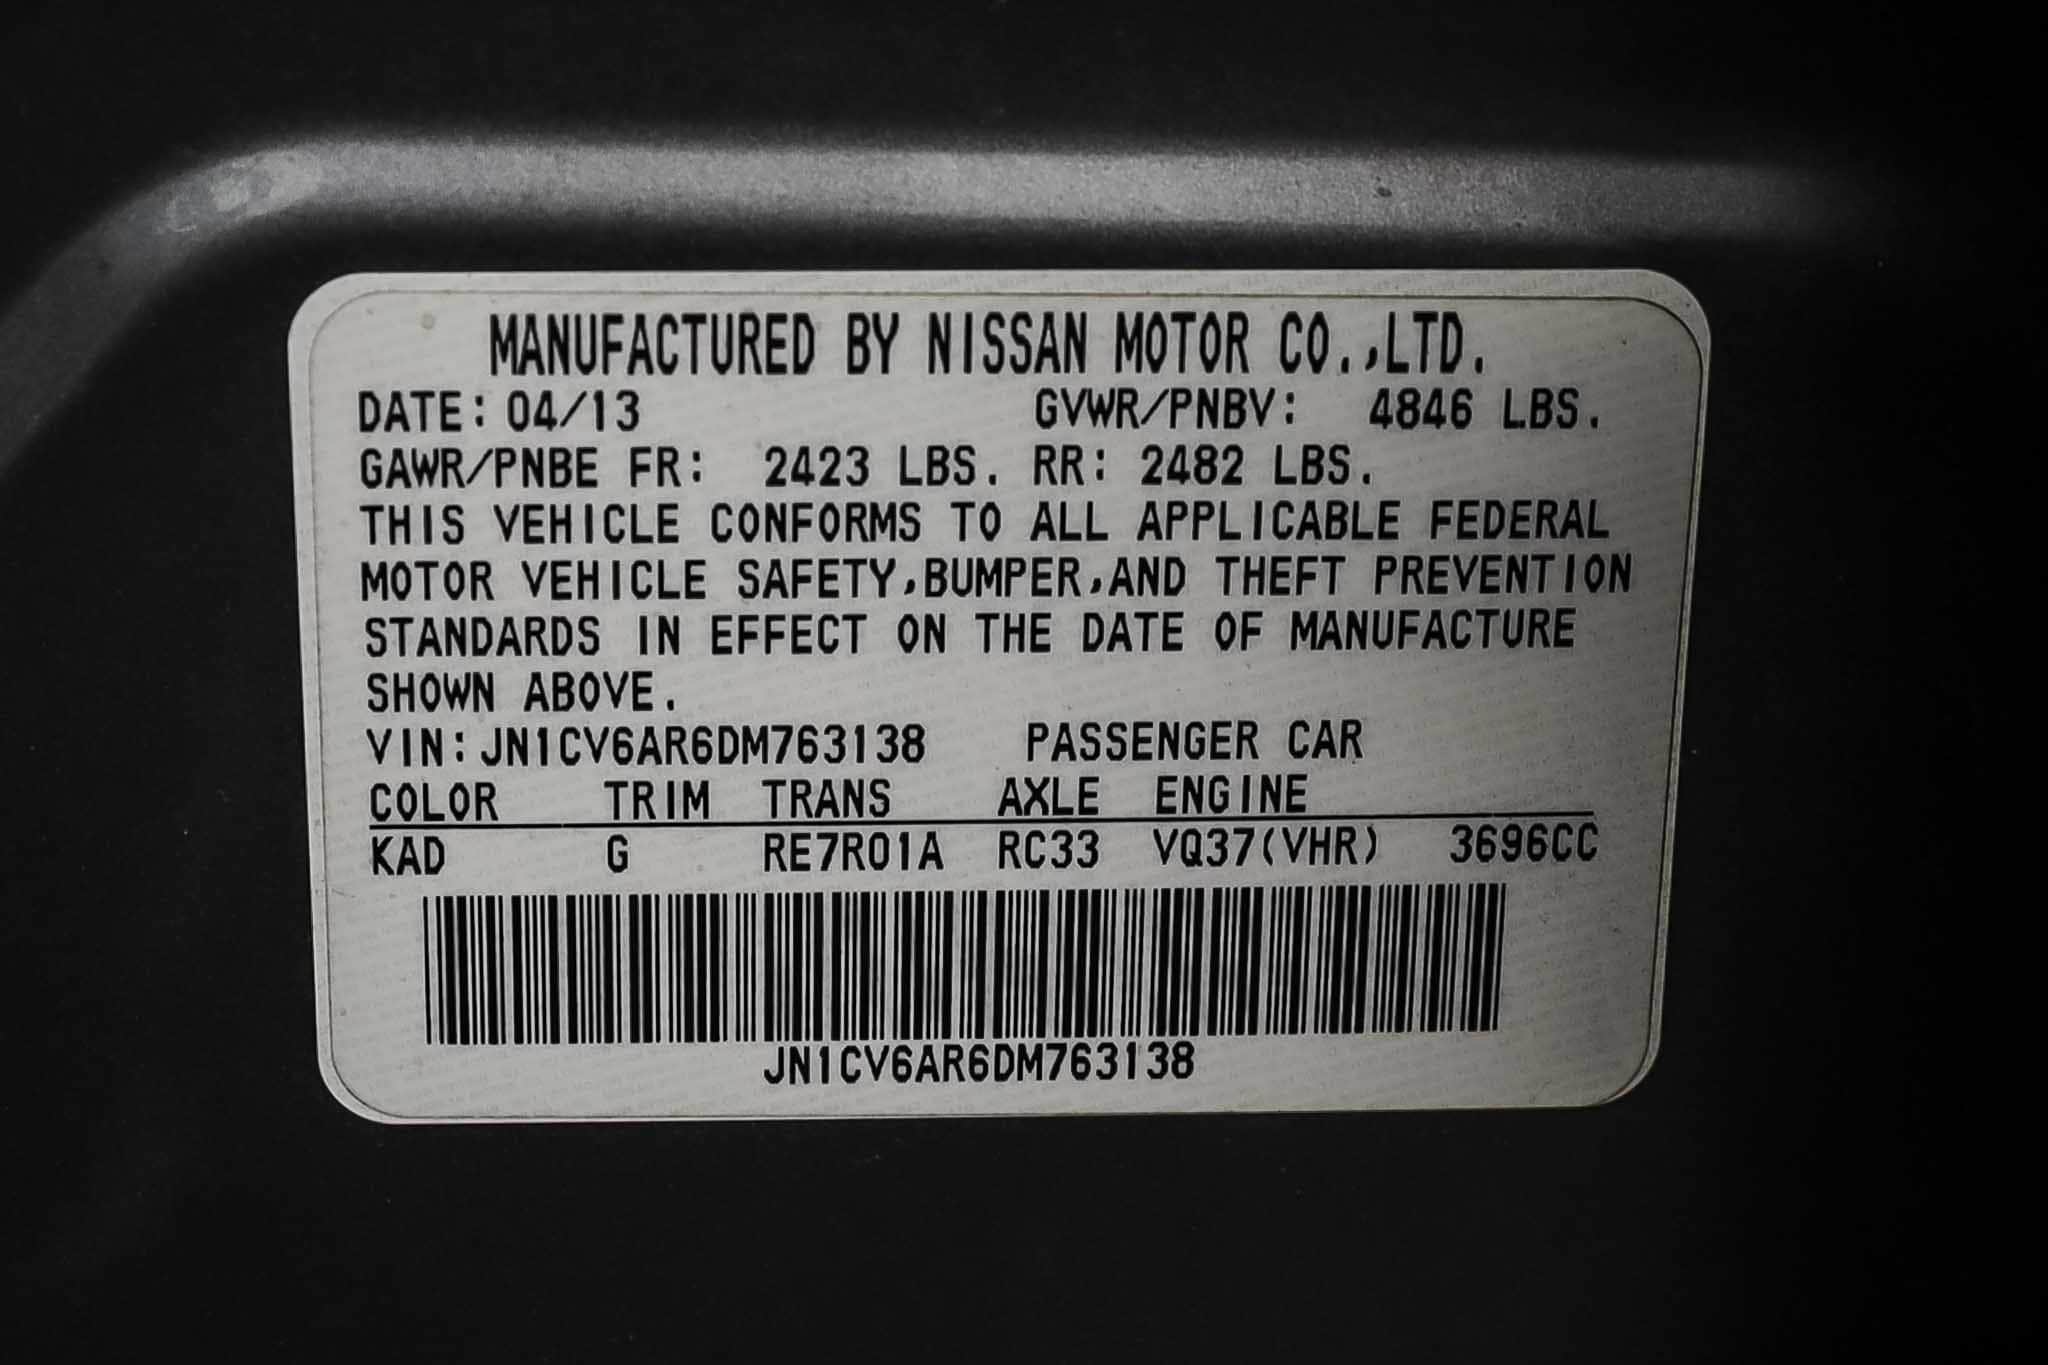 MANUFACTURED BY NISSAN MOTOR CO.,LTD.
DATE: 04/13 GVWR/PNBV: 4846 LBS.
GAWR/PNBE FR: 2423 LBS. RR: 2482 LBS.
THIS VEHICLE CONFORMS TO ALL APPLICABLE FEDERAL
MOTOR VEHICLE SAFETY,BUMPER,AND THEFT PREVENTION
STANDARDS IN EFFECT ON THE DATE OF MANUFACTURE
SHOWN ABOVE.
VIN:JN1CV6AR6DM763138 PASSENGER CAR
COLOR TRIM TRANS AXLE ENGINE
KAD G RE7R01A RC33 VQ37(VHR) 3696CC
JN1CV6AR6DM763138